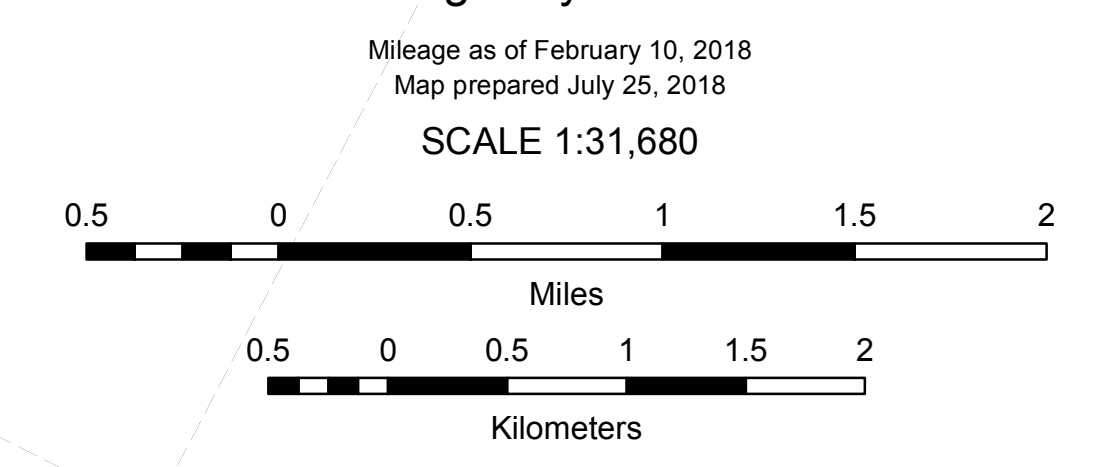 Mileage as of February 10, 2018
Map prepared July 25, 2018
SCALE 1:31,680
0.5 0 0.5 1 1.5 2
Miles
0.5 0 0.5 1 1.5 2
Kilometers